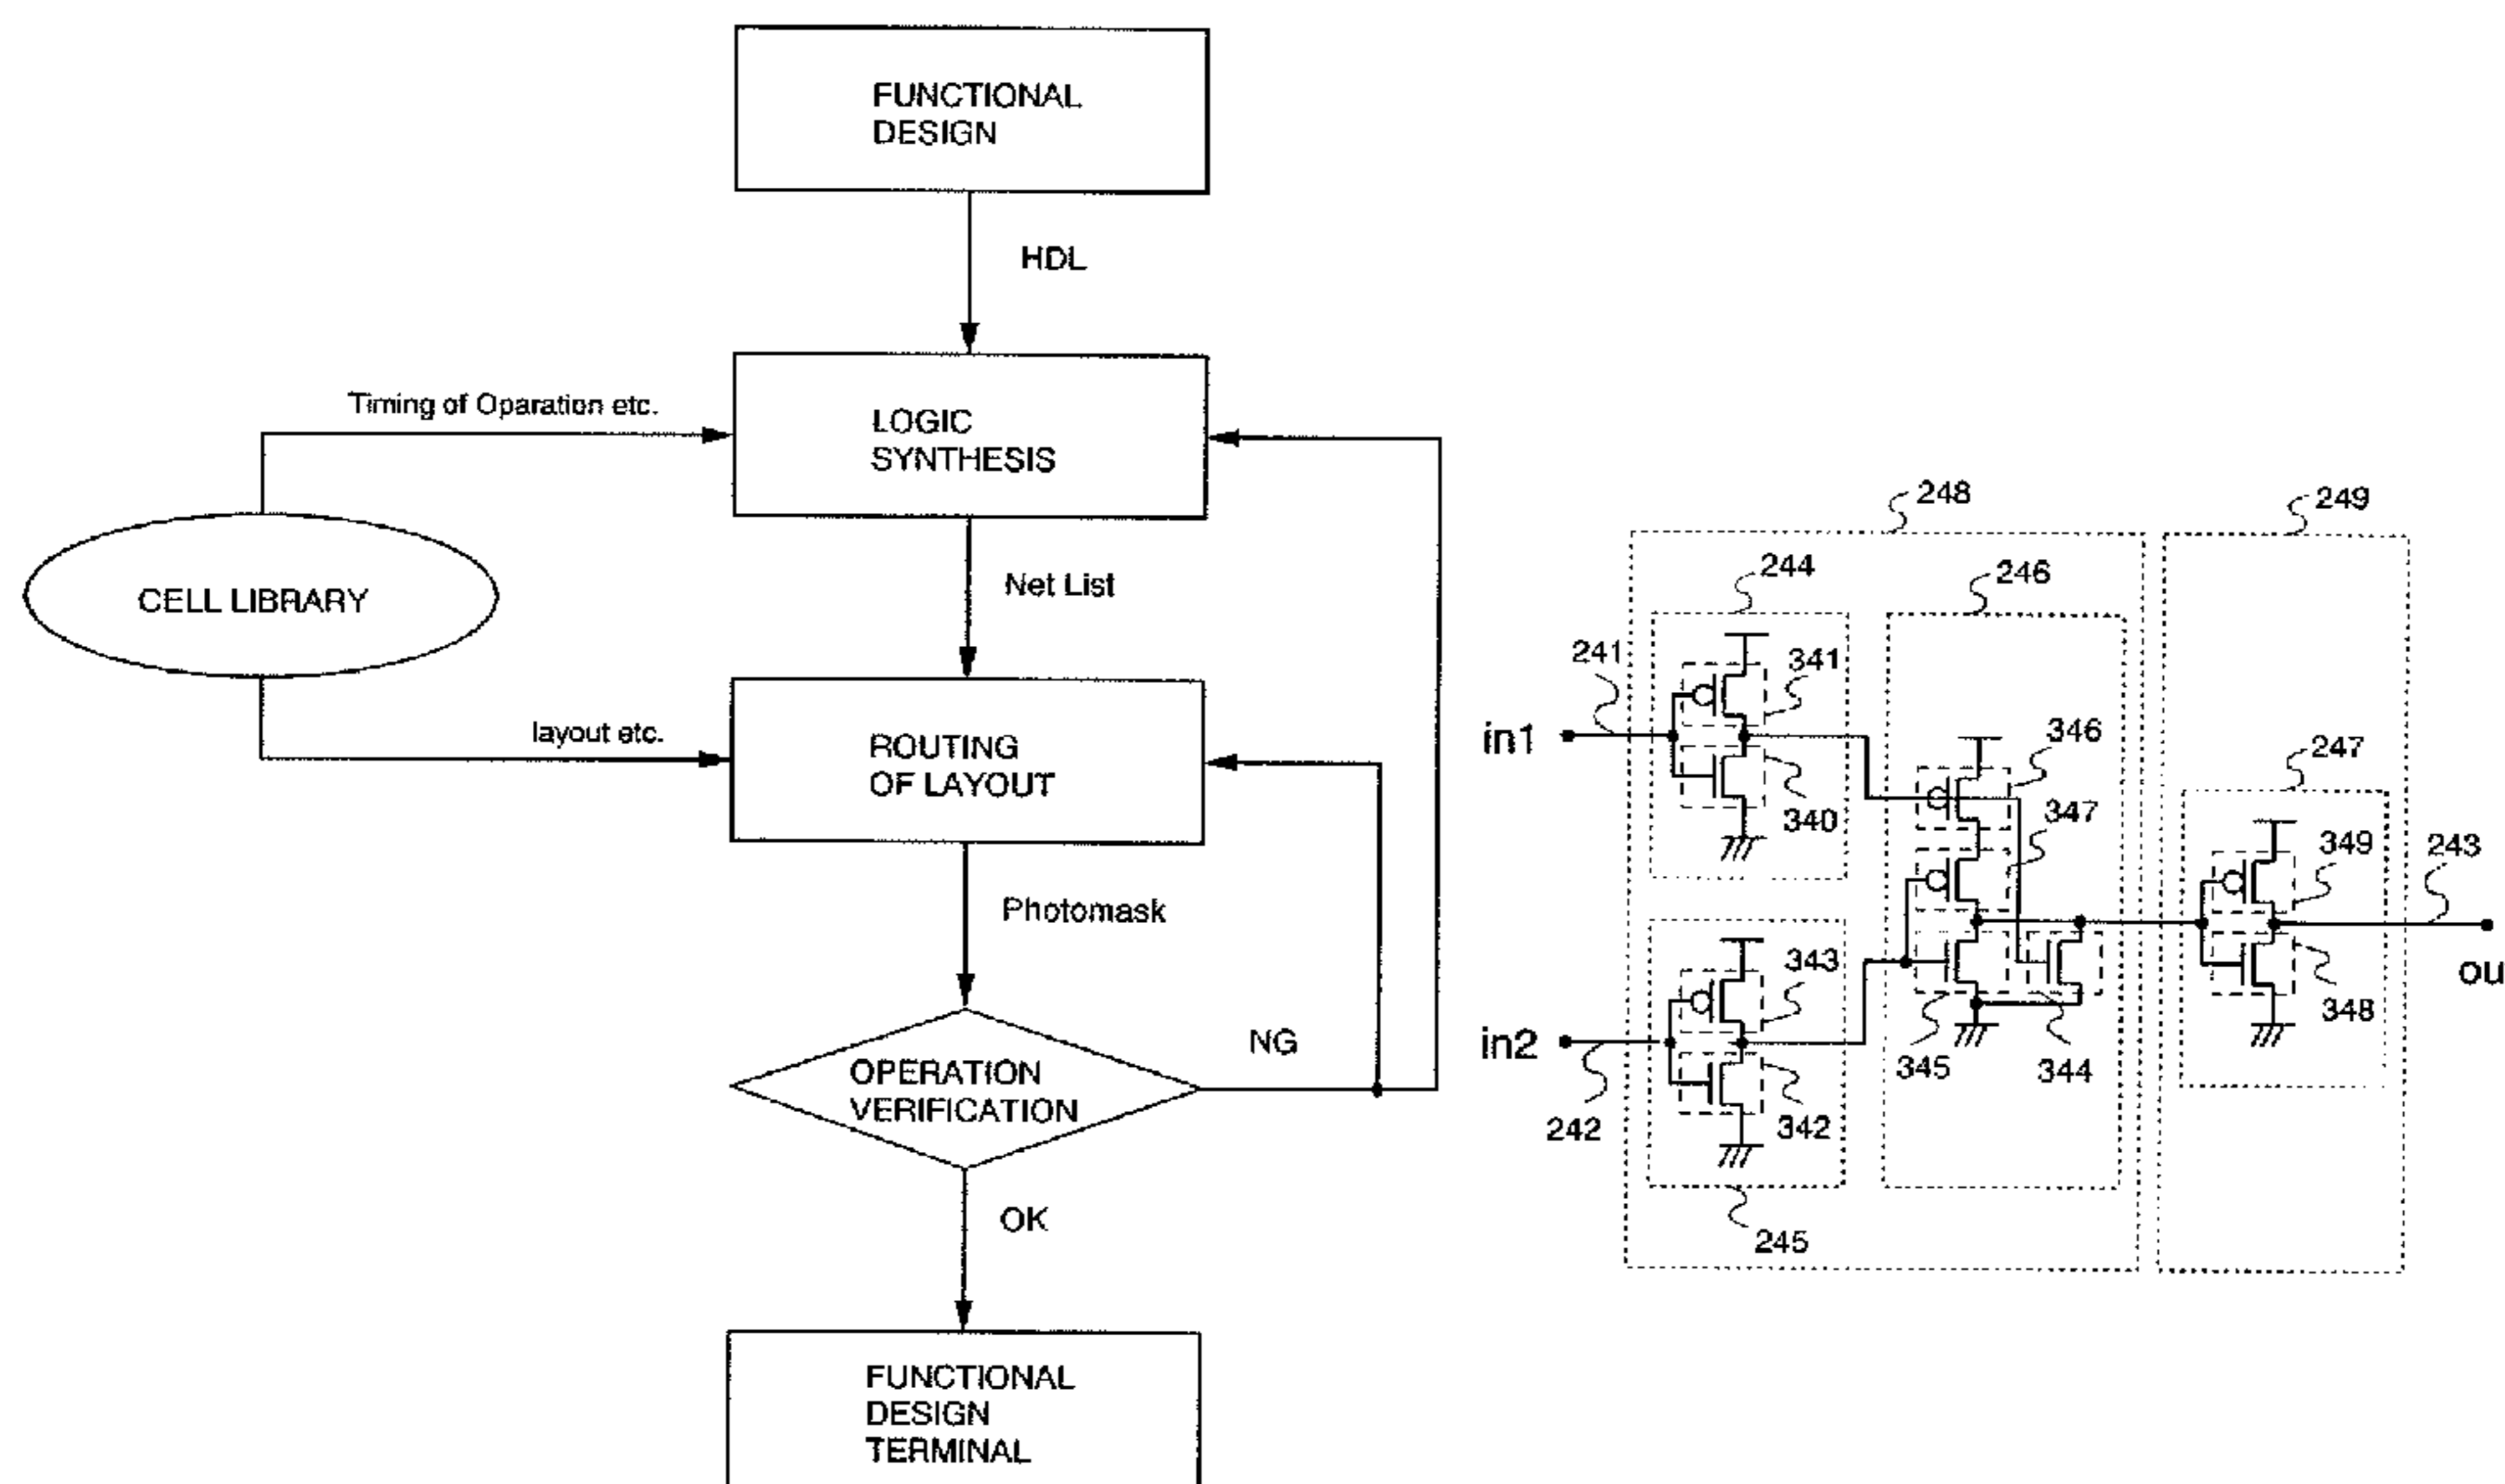 FUNCTIONAL
DESIGN
HDL
Timing of Oparation etc.
LOGIC
SYNTHESIS
CELL LIBRARY
Net List
layout etc.
ROUTING
OF LAYOUT
Photomask
OPERATION
VERIFICATION
NG
OK
FUNCTIONAL
DESIGN
TERMINAL
248
249
244
246
241
341
in1
346
247
340
347
349
243
343
ou
in2
348
345
344
242
342
245